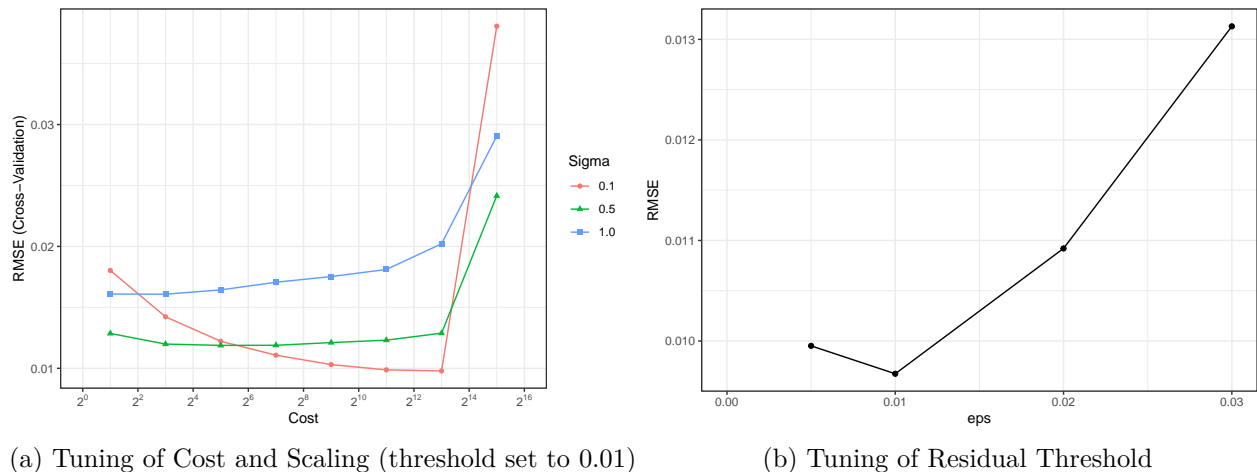 RMSE (Cross−Validation)
0.03
0.02
0.01
2^0 2^2 2^4 2^6 2^8 2^10 2^12 2^14 2^16
Cost
Sigma
0.1
0.5
1.0
(a) Tuning of Cost and Scaling (threshold set to 0.01)
RMSE
0.013
0.012
0.011
0.010
0.00 0.01 0.02 0.03
eps
(b) Tuning of Residual Threshold